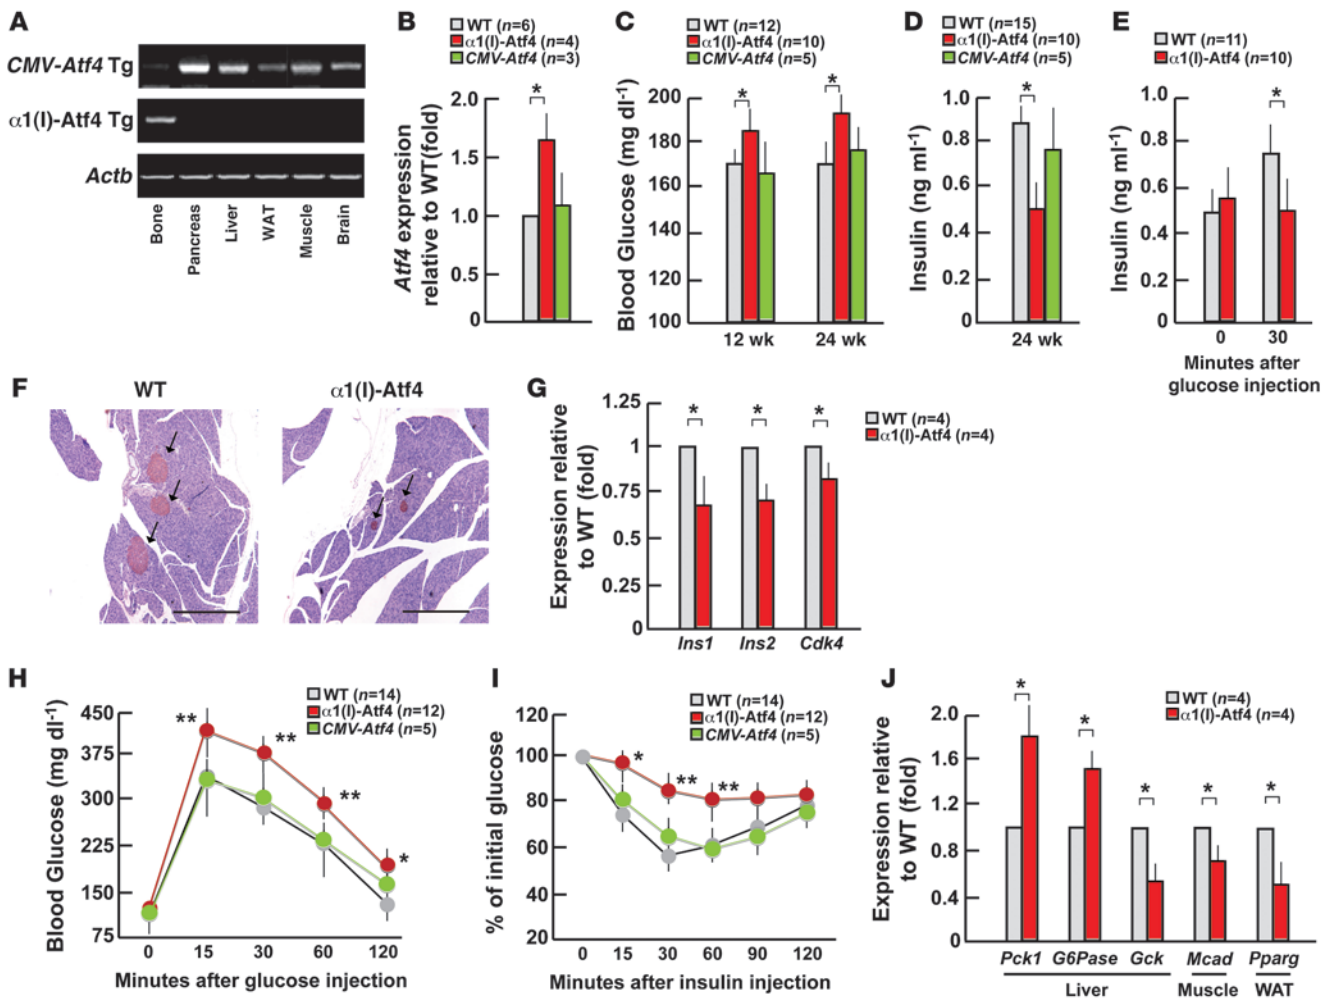 A
CMV-Atf4 Tg
α1(I)-Atf4 Tg
Actb
Bone
Pancreas
Liver
WAT
Muscle
Brain
B
WT (n=6)
α1(I)-Atf4 (n=4)
CMV-Atf4 (n=3)
Atf4 expression
relative to WT(fold)
2.0
1.5
1.0
0.5
0
*
C
WT (n=12)
α1(I)-Atf4 (n=10)
CMV-Atf4 (n=5)
Blood Glucose (mg dl-1)
200
180
160
140
120
100
* *
12 wk 24 wk
D
WT (n=15)
α1(I)-Atf4 (n=10)
CMV-Atf4 (n=5)
Insulin (ng ml-1)
1.0
0.8
0.6
0.4
0.2
0
*
24 wk
E
WT (n=11)
α1(I)-Atf4 (n=10)
Insulin (ng ml-1)
1.0
0.8
0.6
0.4
0.2
0
*
0 30
Minutes after
glucose injection
F
WT α1(I)-Atf4
G
WT (n=4)
α1(I)-Atf4 (n=4)
Expression relative
to WT (fold)
1.25
1
0.75
0.5
0.25
0
* * *
Ins1 Ins2 Cdk4
H
WT (n=14)
α1(I)-Atf4 (n=12)
CMV-Atf4 (n=5)
Blood Glucose (mg dl-1)
450
375
300
225
150
75
** ** ** *
0 15 30 60 120
Minutes after glucose injection
I
WT (n=14)
α1(I)-Atf4 (n=12)
CMV-Atf4 (n=5)
% of initial glucose
120
100
80
60
40
20
* ** **
0 15 30 60 90 120
Minutes after insulin injection
J
WT (n=4)
α1(I)-Atf4 (n=4)
Expression relative
to WT (fold)
2.0
1.6
1.2
0.8
0.4
0
* * * * *
Pck1 G6Pase Gck Mcad Pparg
Liver Muscle WAT